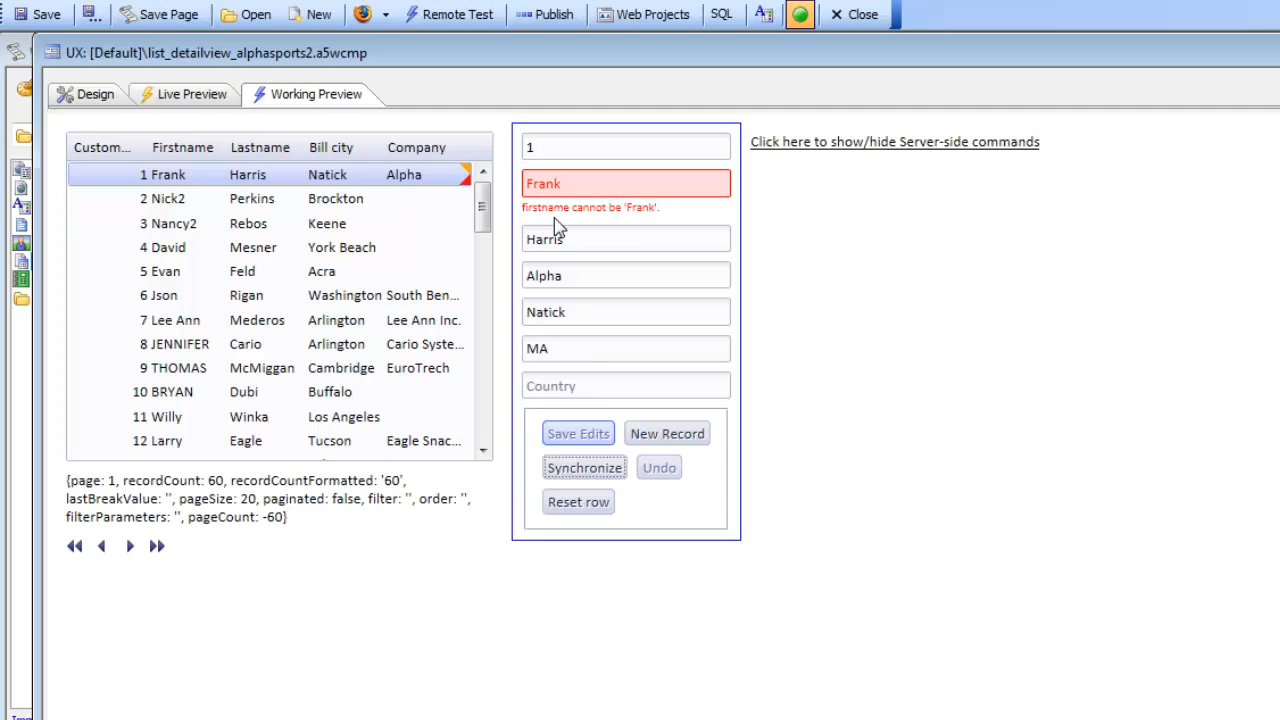 Save Save Page Open New Remote Test Publish Web Projects SQL A Close
UX: [Default]\list_detailview_alphasports2.a5wcmp
Design Live Preview Working Preview
Custom... Firstname Lastname Bill city Company
1 Frank Harris Natick Alpha
2 Nick2 Perkins Brockton
3 Nancy2 Rebos Keene
4 David Mesner York Beach
5 Evan Feld Acra
6 Json Rigan Washington South Ben...
7 Lee Ann Mederos Arlington Lee Ann Inc.
8 JENNIFER Cario Arlington Cario Syste...
9 THOMAS McMiggan Cambridge EuroTrech
10 BRYAN Dubi Buffalo
11 Willy Winka Los Angeles
12 Larry Eagle Tucson Eagle Snac...
{page: 1, recordCount: 60, recordCountFormatted: '60',
lastBreakValue: '', pageSize: 20, paginated: false, filter: '', order: '',
filterParameters: '', pageCount: -60}
1
Frank
firstname cannot be 'Frank'.
Harris
Alpha
Natick
MA
Country
Save Edits New Record
Synchronize Undo
Reset row
Click here to show/hide Server-side commands